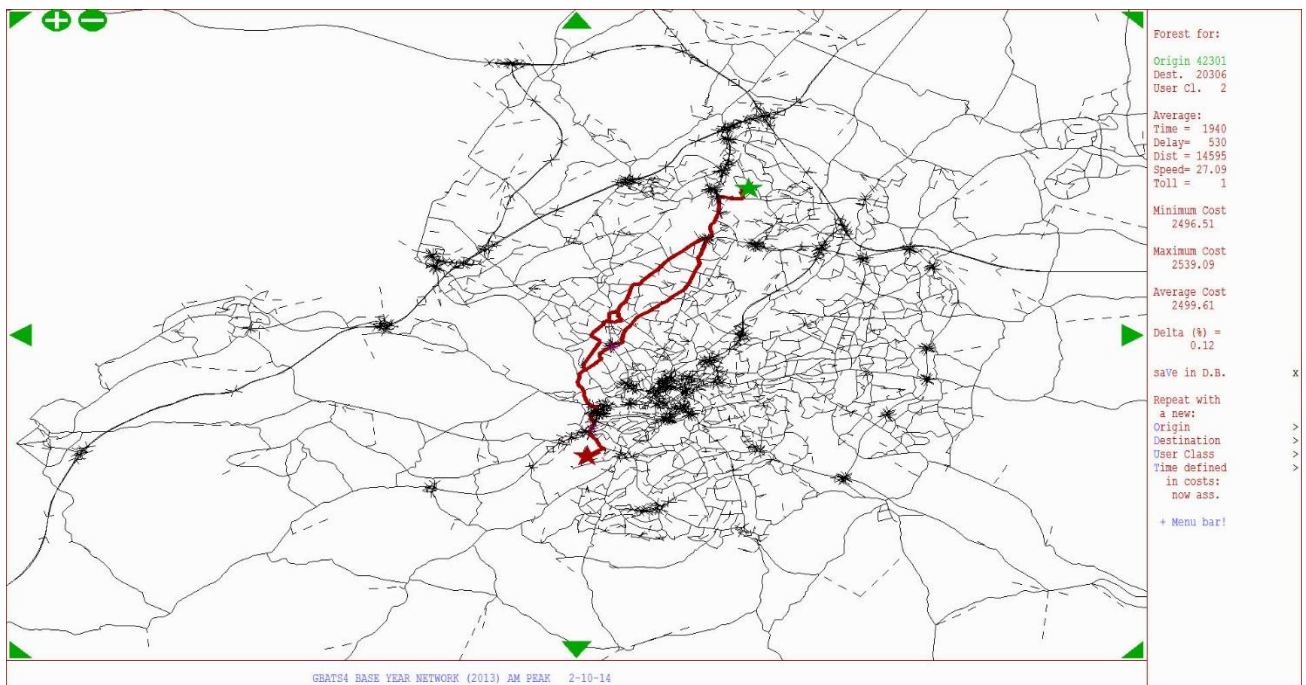 Forest for:
Origin 42301
Dest. 20306
User Cl. 2
Average:
Time = 1940
Delay= 530
Dist = 14595
Speed= 27.09
Toll = 1
Minimum Cost
2496.51
Maximum Cost
2539.09
Average Cost
2499.61
Delta (%) =
0.12
saVe in D.B. x
Repeat with
a new:
Origin >
Destination >
User Class >
Time defined >
in costs:
now ass.
+ Menu bar!
GBATS4 BASE YEAR NETWORK (2013) AM PEAK 2-10-14